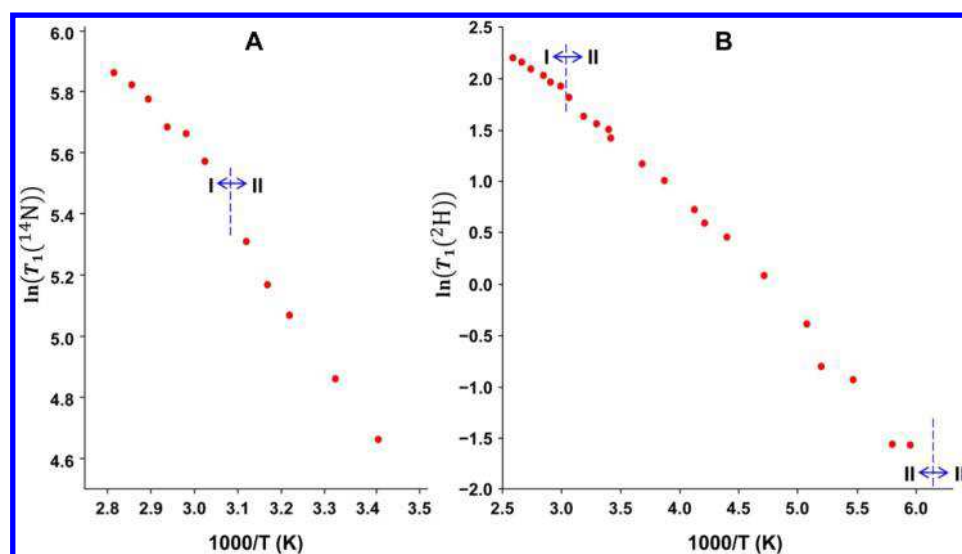 A
ln(T₁(¹⁴N))
6.0
5.8
5.6
5.4
5.2
5.0
4.8
4.6
I II
2.8 2.9 3.0 3.1 3.2 3.3 3.4 3.5
1000/T (K)
B
ln(T₁(²H))
2.5
2.0
1.5
1.0
0.5
0.0
−0.5
−1.0
−1.5
−2.0
I II
II II
2.5 3.0 3.5 4.0 4.5 5.0 5.5 6.0
1000/T (K)